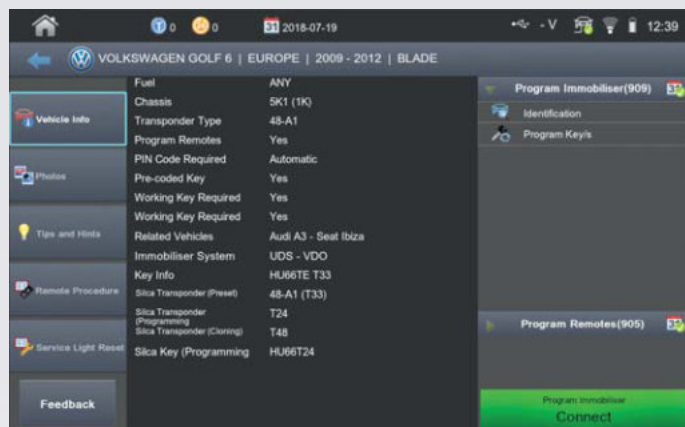 0 0 31 2018-07-19 - V 12:39
VOLKSWAGEN GOLF 6 | EUROPE | 2009 - 2012 | BLADE
Vehicle Info
Photos
Tips and Hints
Remote Procedure
Service Light Reset
Feedback
Fuel ANY
Chassis 5K1 (1K)
Transponder Type 48-A1
Program Remotes Yes
PIN Code Required Automatic
Pre-coded Key Yes
Working Key Required Yes
Working Key Required Yes
Related Vehicles Audi A3 - Seat Ibiza
Immobiliser System UDS - VDO
Key Info HU66TE T33
Silca Transponder (Preset) 48-A1 (T33)
Silca Transponder
(Programming T24
Silca Transponder (Cloning) T48
Silca Key (Programming HU66T24
Program Immobiliser(909)
Identification
Program Key/s
Program Remotes(905)
Program Immobiliser
Connect